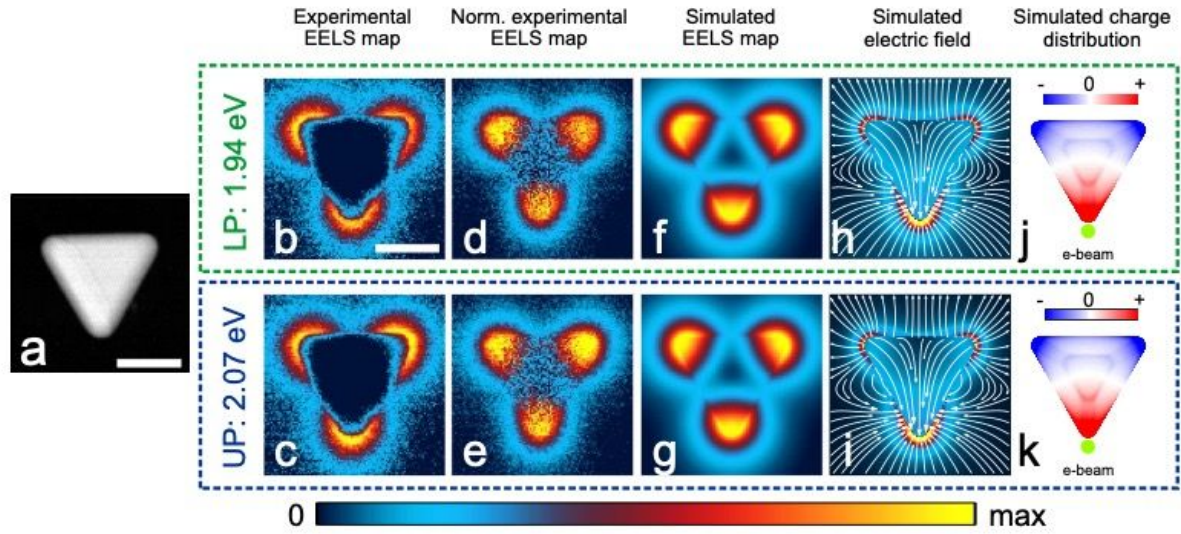 Experimental
EELS map
Norm. experimental
EELS map
Simulated
EELS map
Simulated
electric field
Simulated charge
distribution
LP: 1.94 eV
b
d
f
h
- 0 +
j
e-beam
a
UP: 2.07 eV
c
e
g
i
- 0 +
k
e-beam
0 max